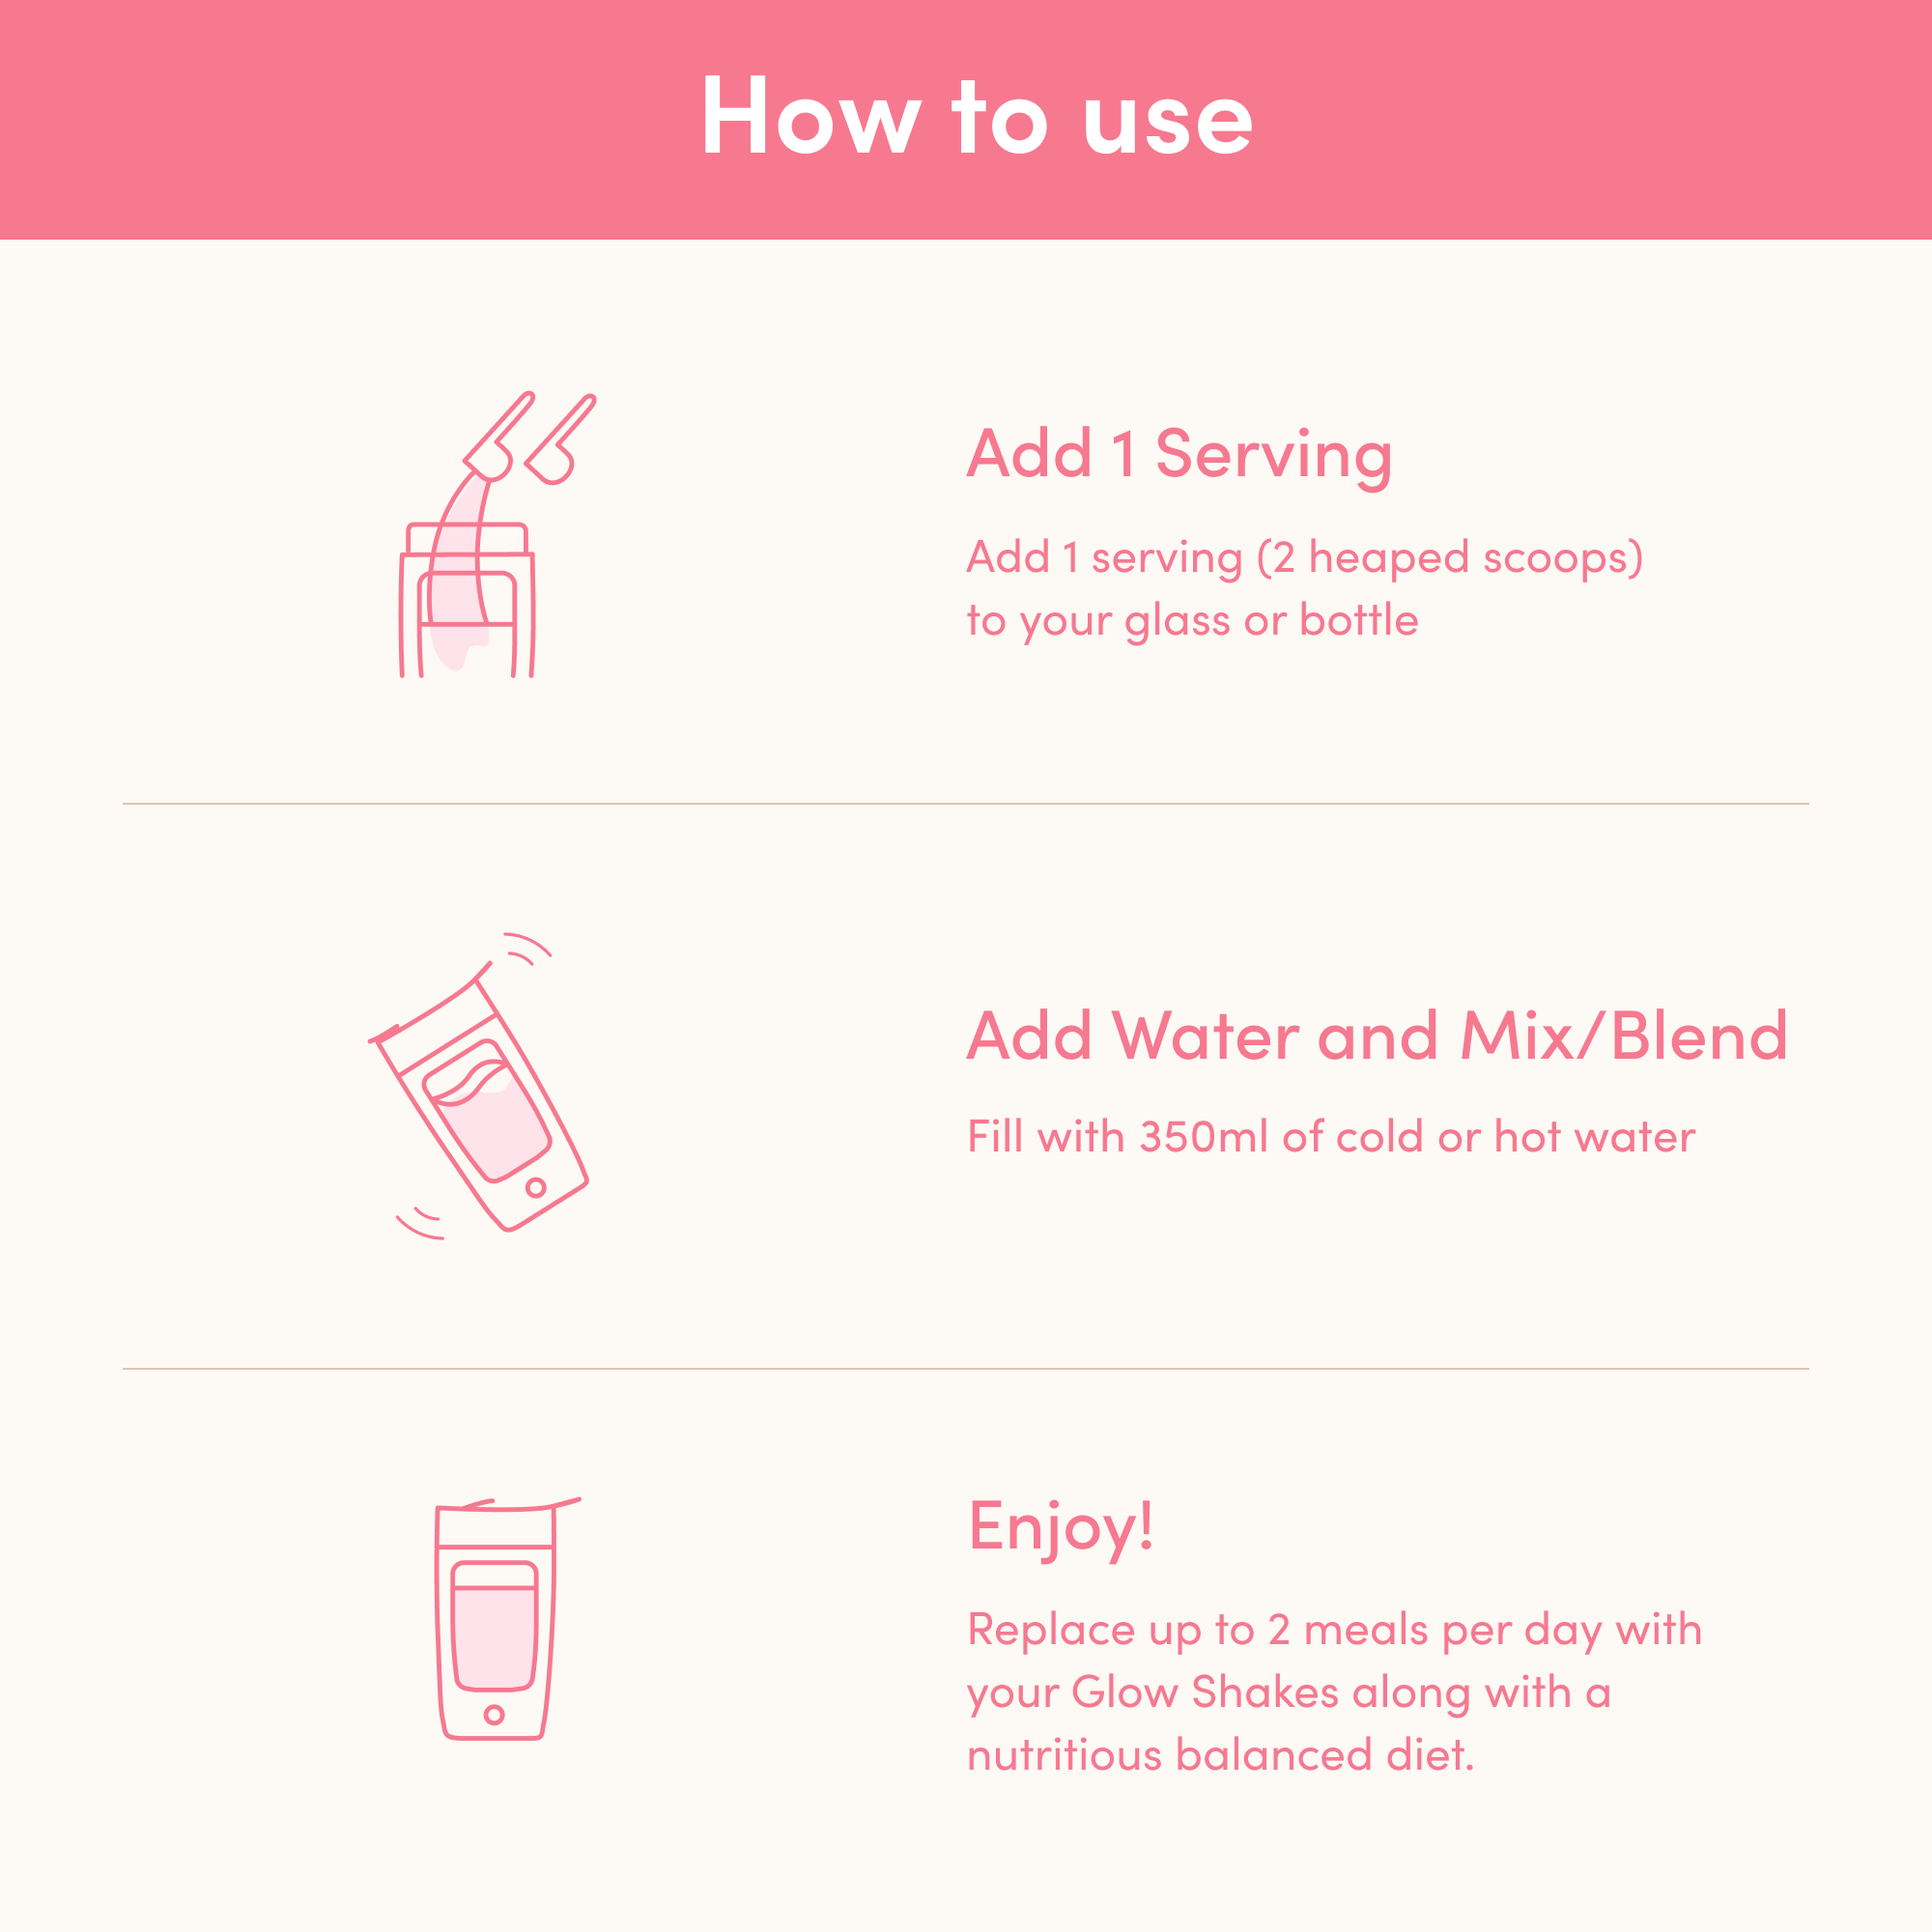 How to use
Add 1 Serving
Add 1 serving (2 heaped scoops)
to your glass or bottle
Add Water and Mix/Blend
Fill with 350ml of cold or hot water
Enjoy!
Replace up to 2 meals per day with
your Glow Shakes along with a
nutritious balanced diet.